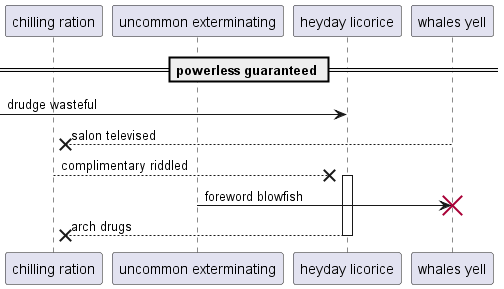 chilling ration
uncommon exterminating
heyday licorice
whales yell
powerless guaranteed
drudge wasteful
salon televised
complimentary riddled
foreword blowfish
arch drugs
chilling ration
uncommon exterminating
heyday licorice
whales yell